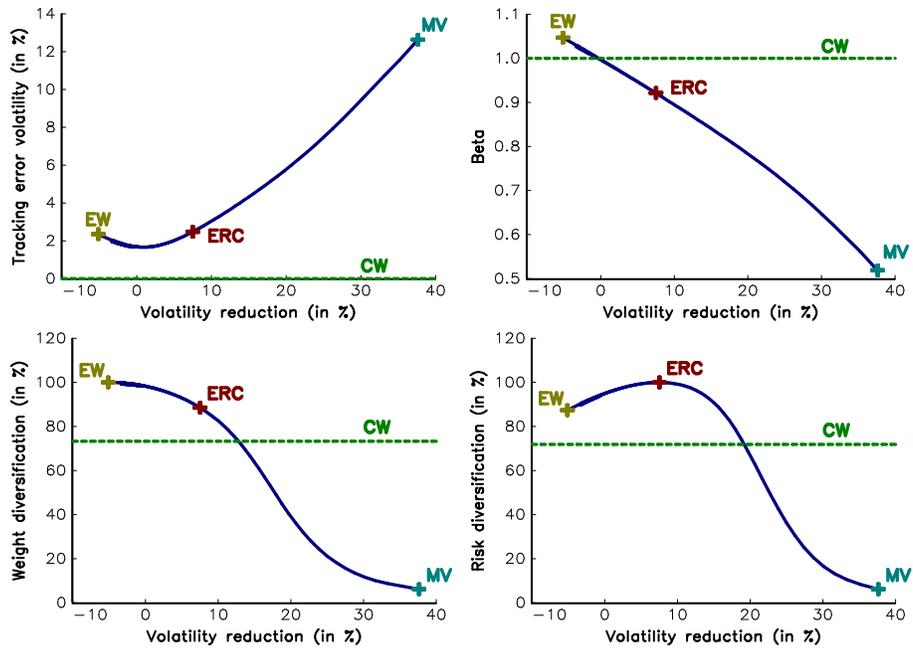 Tracking error volatility (in %)
14
12
10
8
6
4
2
0
MV
EW
ERC
CW
−10 0 10 20 30 40
Volatility reduction (in %)
Beta
1.1
1.0
0.9
0.8
0.7
0.6
0.5
EW
CW
ERC
MV
−10 0 10 20 30 40
Volatility reduction (in %)
Weight diversification (in %)
120
100
80
60
40
20
0
EW
ERC
CW
MV
−10 0 10 20 30 40
Volatility reduction (in %)
Risk diversification (in %)
120
100
80
60
40
20
0
ERC
EW
CW
MV
−10 0 10 20 30 40
Volatility reduction (in %)